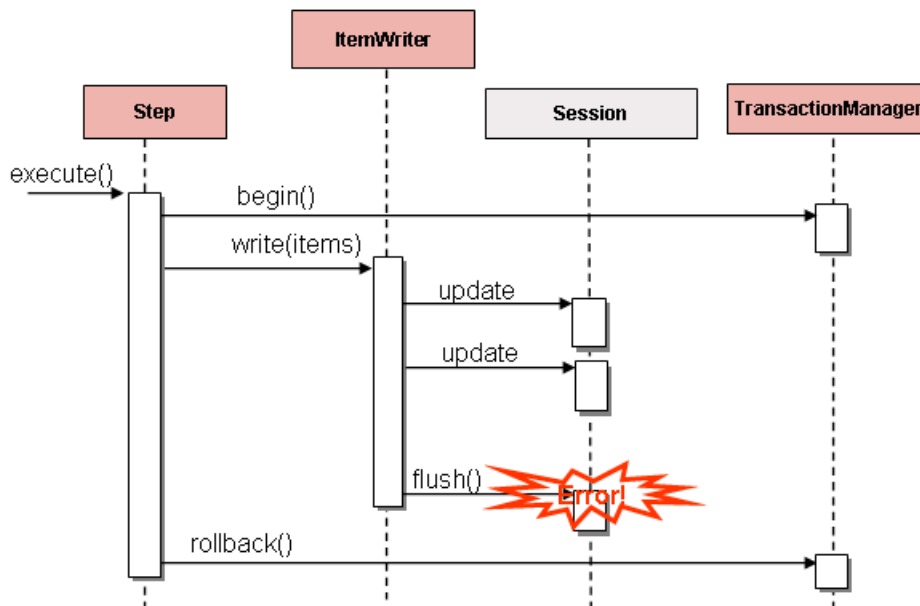 ItemWriter
Step
Session
TransactionManager
execute()
begin()
write(items)
update
update
flush()
Error!
rollback()